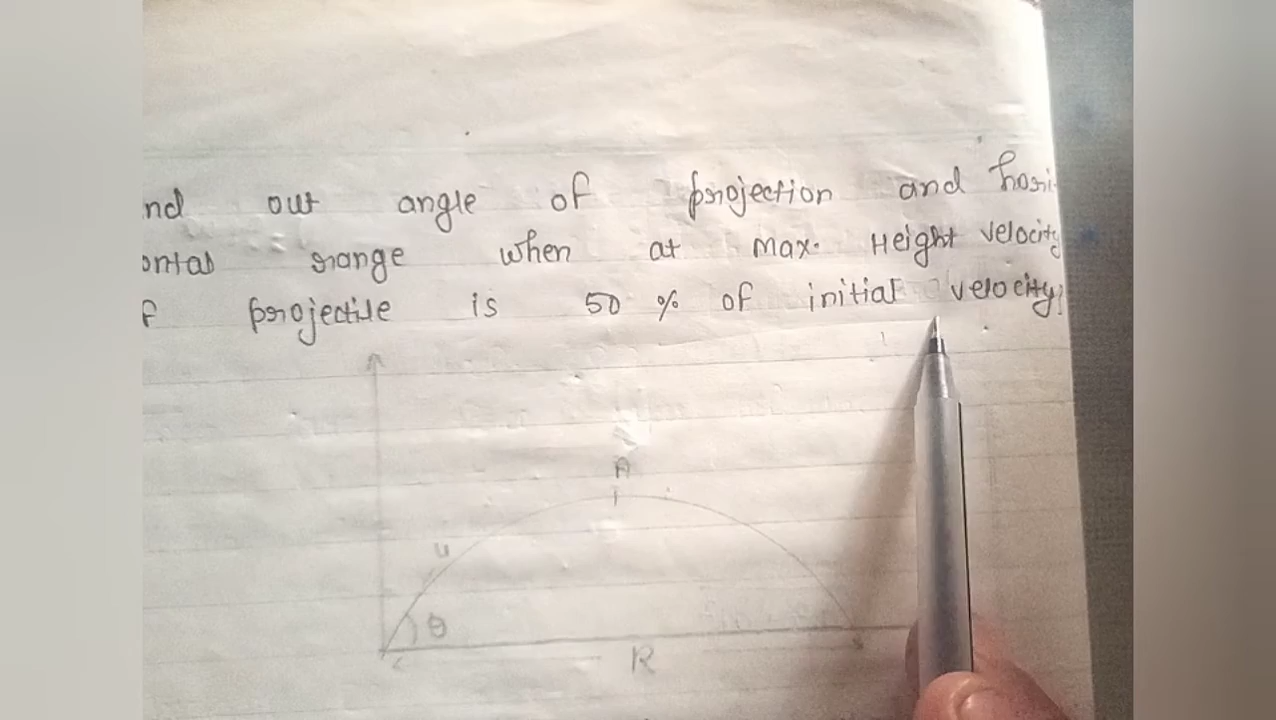 nd out angle of projection and hori
ontal range when at max. Height velocity
f projectile is 50 % of initial velocity
A
u
θ
R